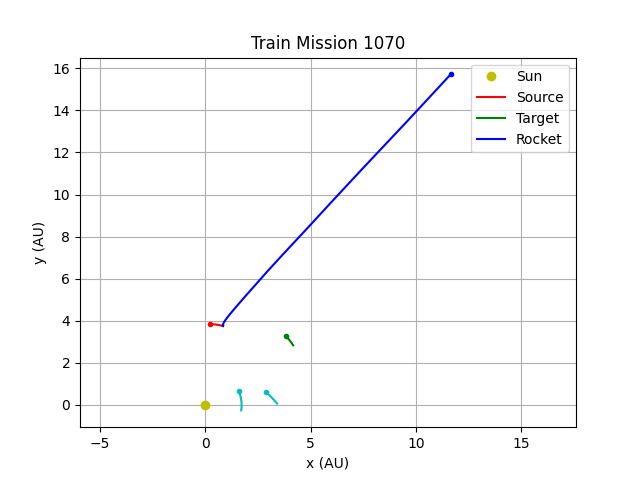 Train Mission 1070
Sun
Source
Target
Rocket
16
14
12
10
8
6
4
2
0
y (AU)
−5
0
5
10
15
x (AU)